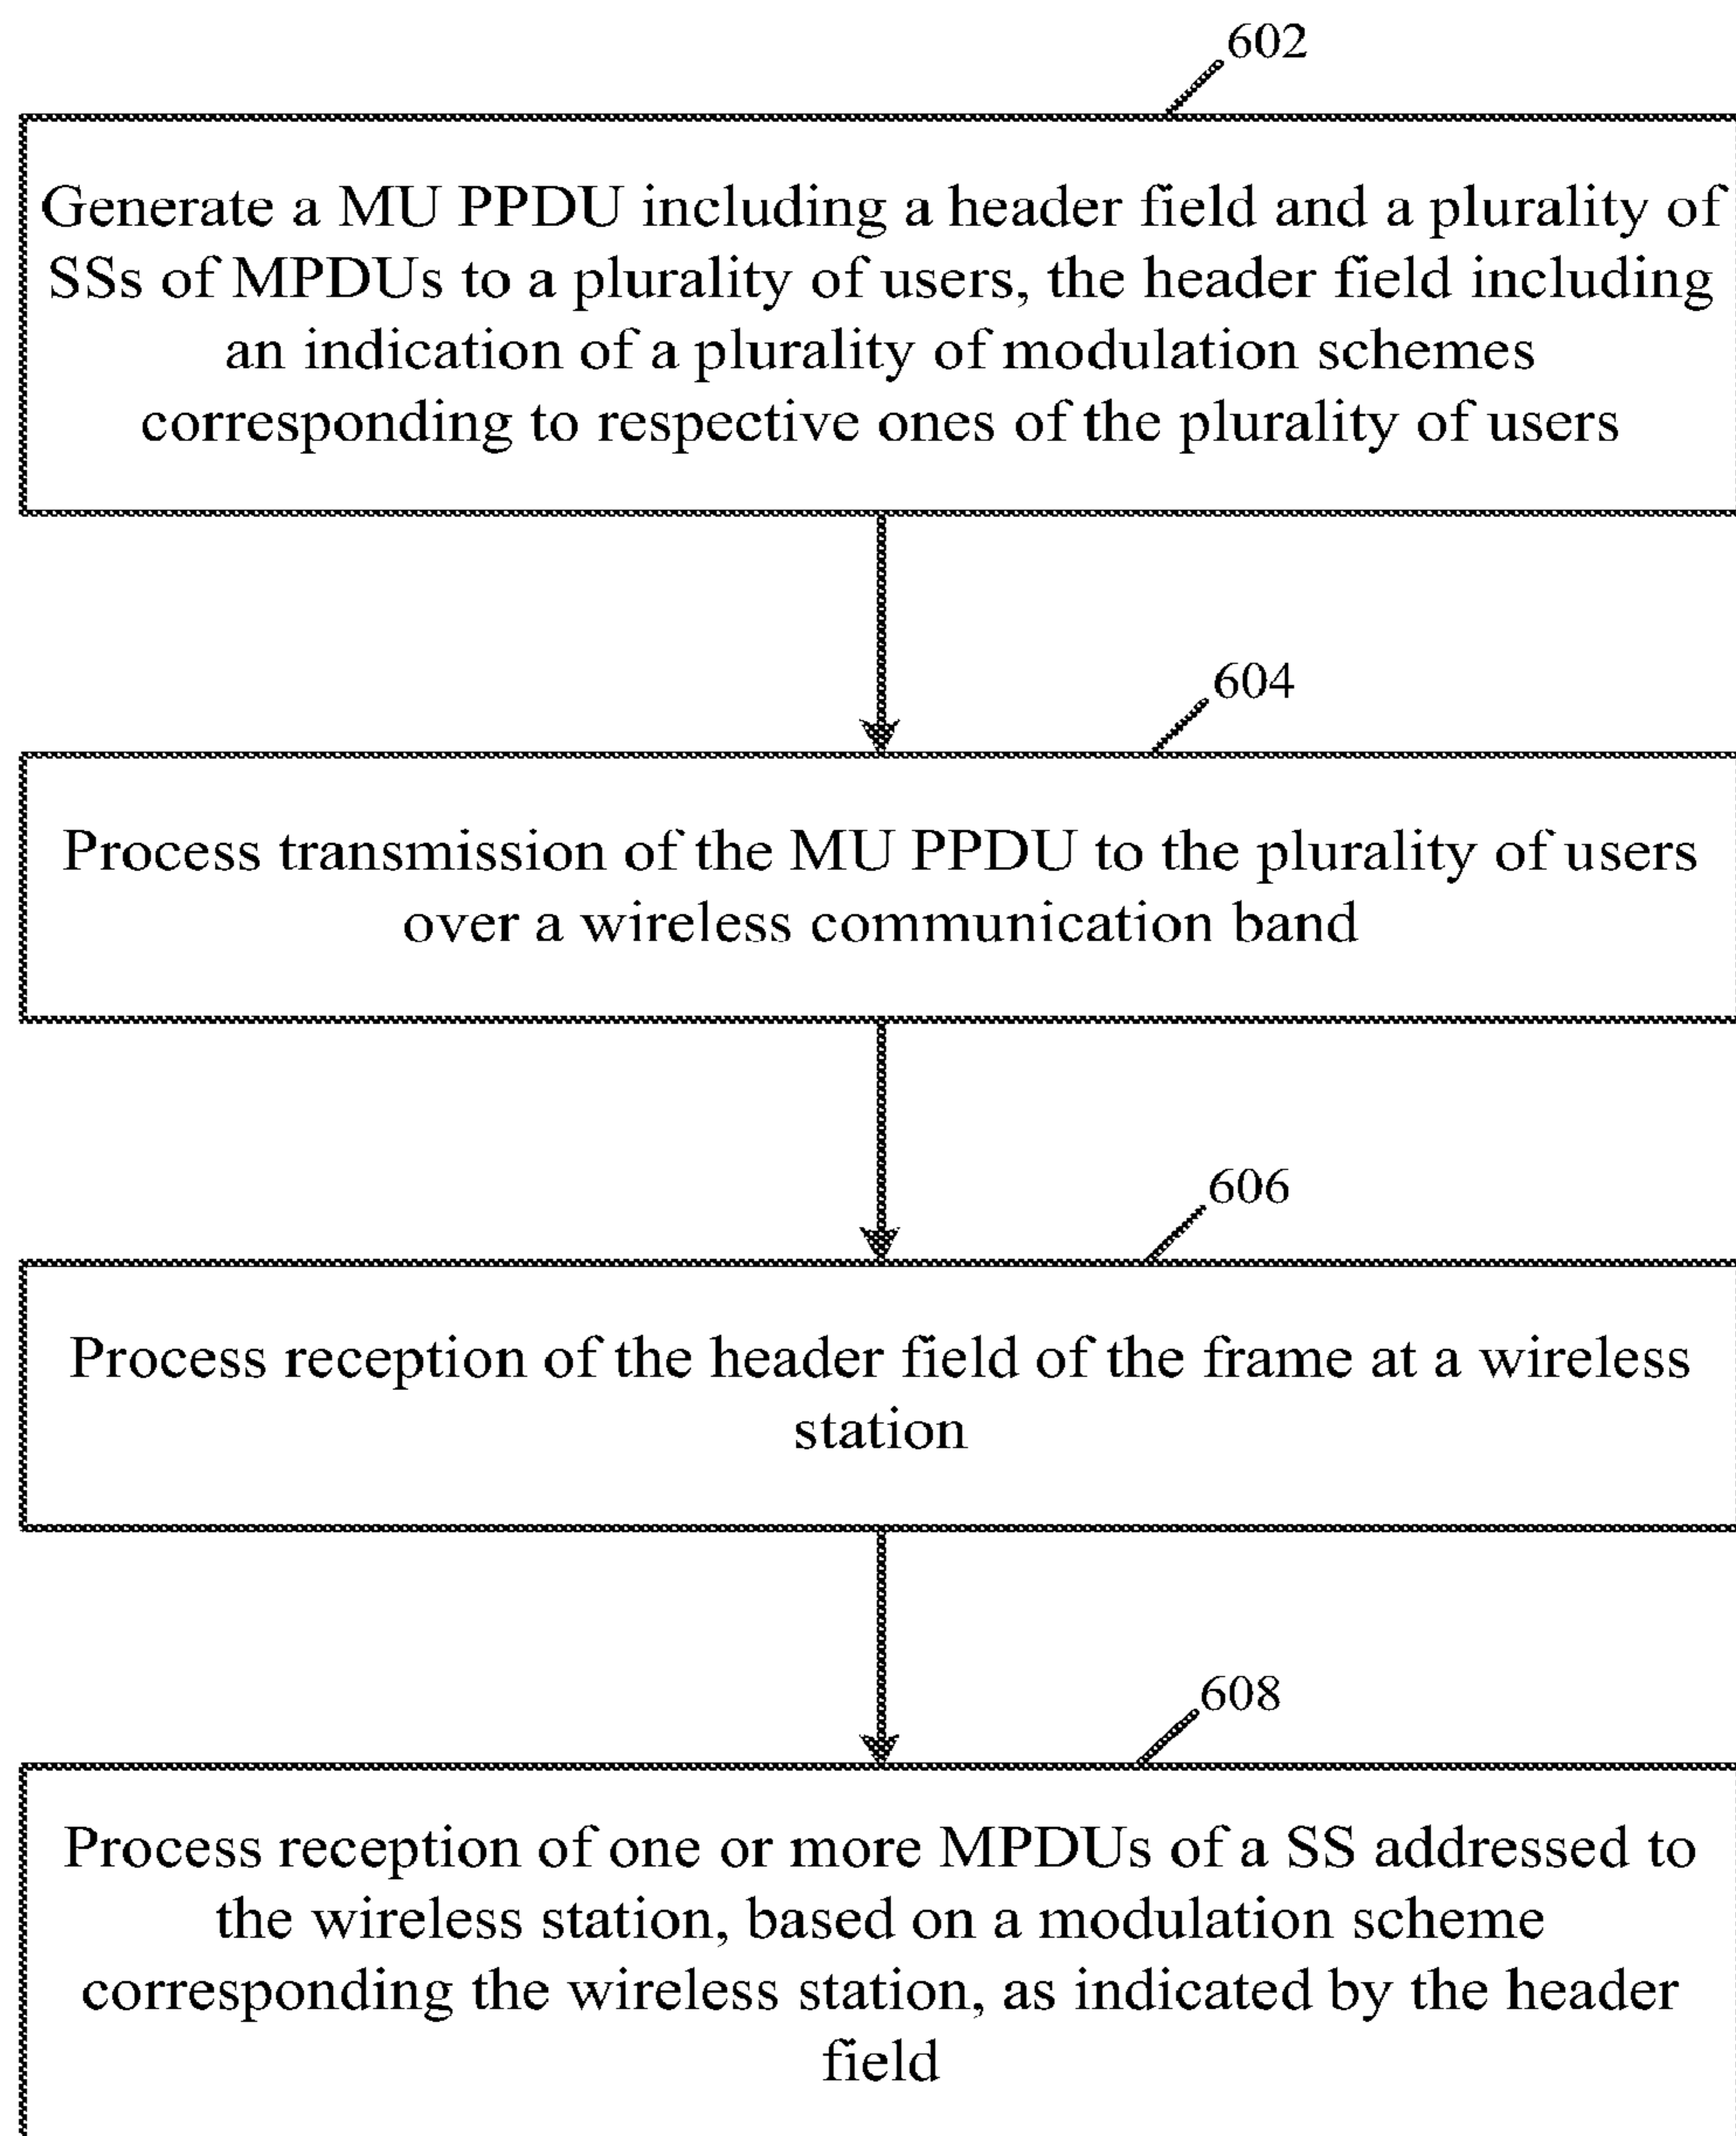 602
Generate a MU PPDU including a header field and a plurality of
SSs of MPDUs to a plurality of users, the header field including
an indication of a plurality of modulation schemes
corresponding to respective ones of the plurality of users
604
Process transmission of the MU PPDU to the plurality of users
over a wireless communication band
606
Process reception of the header field of the frame at a wireless
station
608
Process reception of one or more MPDUs of a SS addressed to
the wireless station, based on a modulation scheme
corresponding the wireless station, as indicated by the header
field